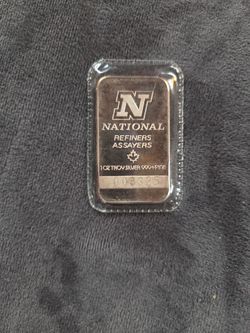 N
NATIONAL
REFINERS
ASSAYERS
1 OZ TROY SILVER 999+ FINE